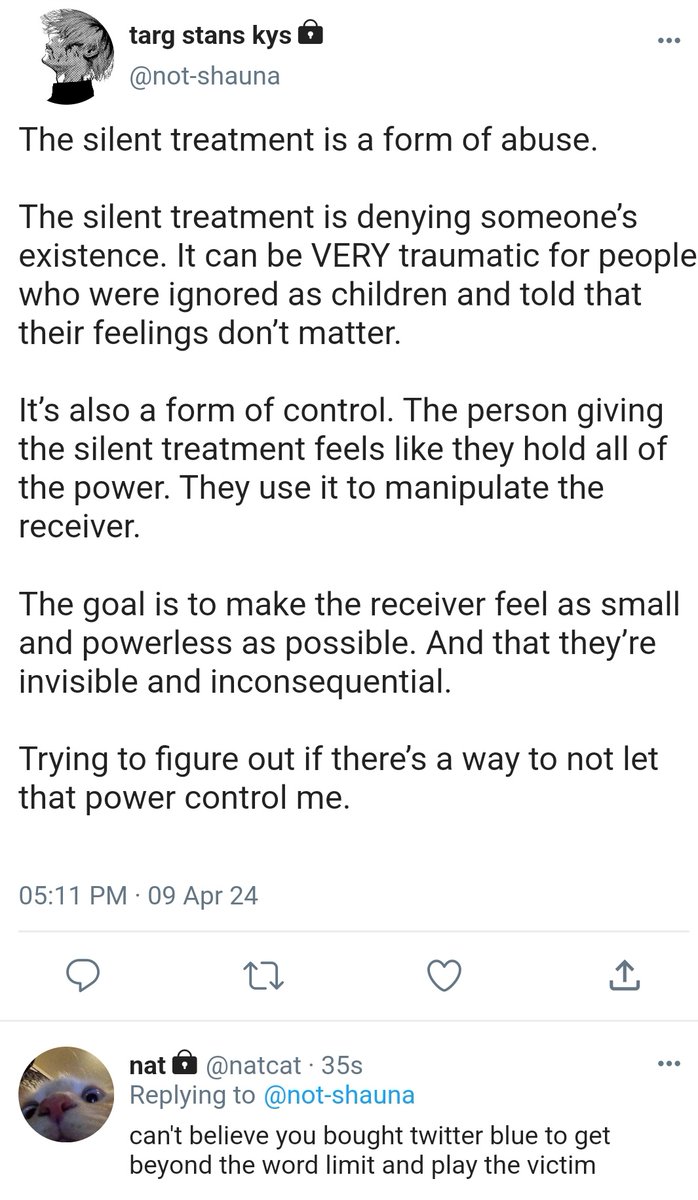 targ stans kys
@not-shauna
The silent treatment is a form of abuse.
The silent treatment is denying someone’s
existence. It can be VERY traumatic for people
who were ignored as children and told that
their feelings don’t matter.
It’s also a form of control. The person giving
the silent treatment feels like they hold all of
the power. They use it to manipulate the
receiver.
The goal is to make the receiver feel as small
and powerless as possible. And that they’re
invisible and inconsequential.
Trying to figure out if there’s a way to not let
that power control me.
05:11 PM · 09 Apr 24
nat @natcat · 35s
Replying to @not-shauna
can't believe you bought twitter blue to get
beyond the word limit and play the victim